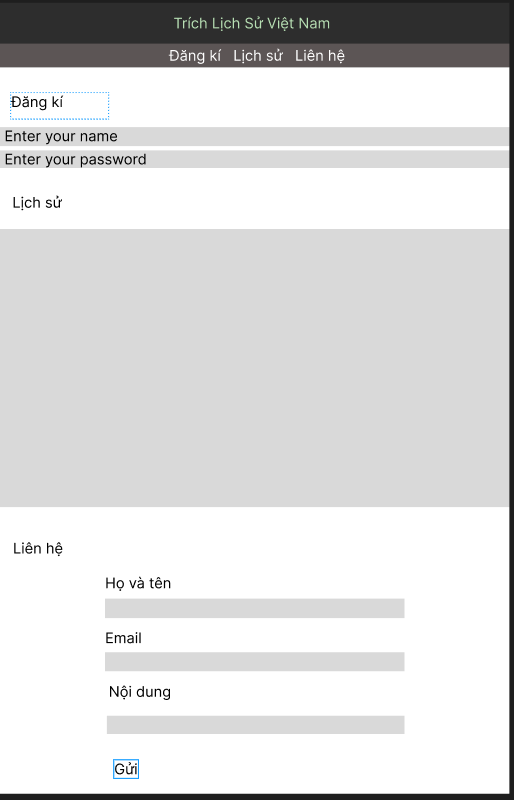 Trích Lịch Sử Việt Nam
Đăng kí Lịch sử Liên hệ
Đăng kí
Enter your name
Enter your password
Lịch sử
Liên hệ
Họ và tên
Email
Nội dung
Gửi